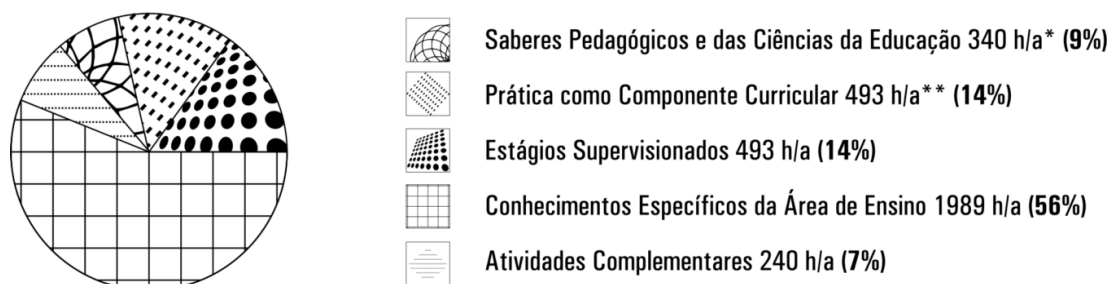 Saberes Pedagógicos e das Ciências da Educação 340 h/a* (9%)
Prática como Componente Curricular 493 h/a** (14%)
Estágios Supervisionados 493 h/a (14%)
Conhecimentos Específicos da Área de Ensino 1989 h/a (56%)
Atividades Complementares 240 h/a (7%)